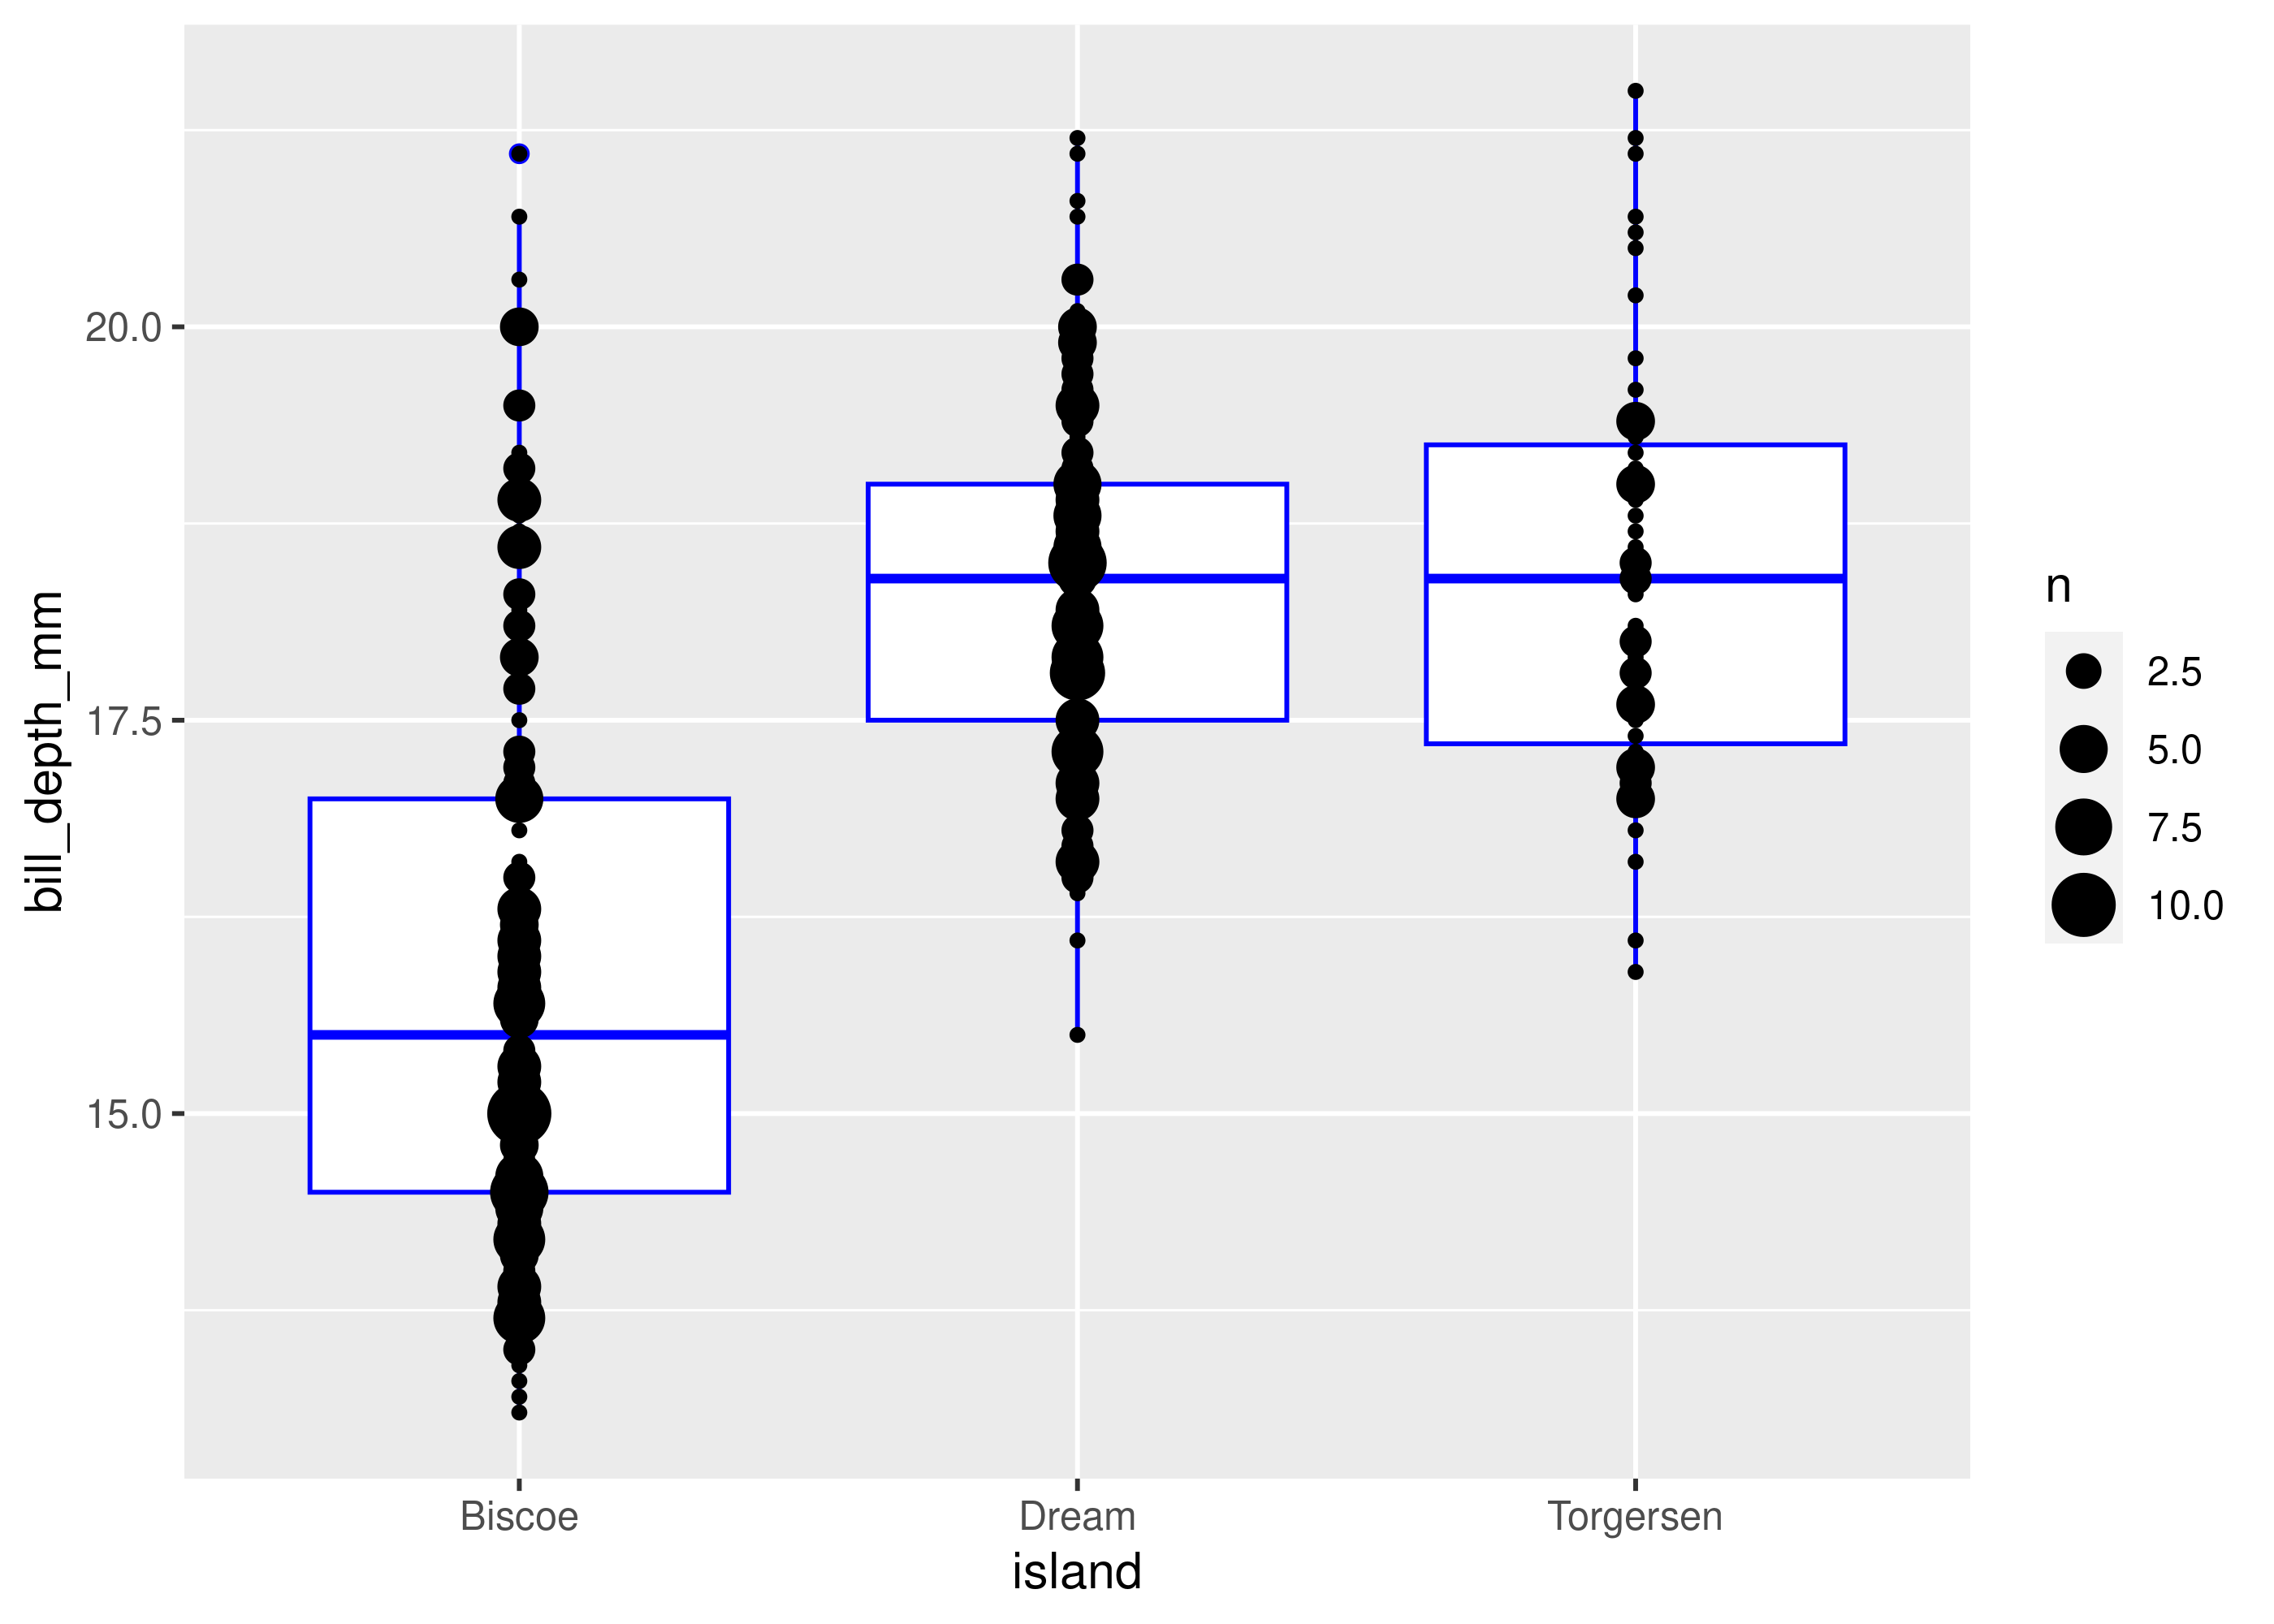 bill_depth_mm
20.0
17.5
15.0
Biscoe
Dream
Torgersen
island
n
2.5
5.0
7.5
10.0